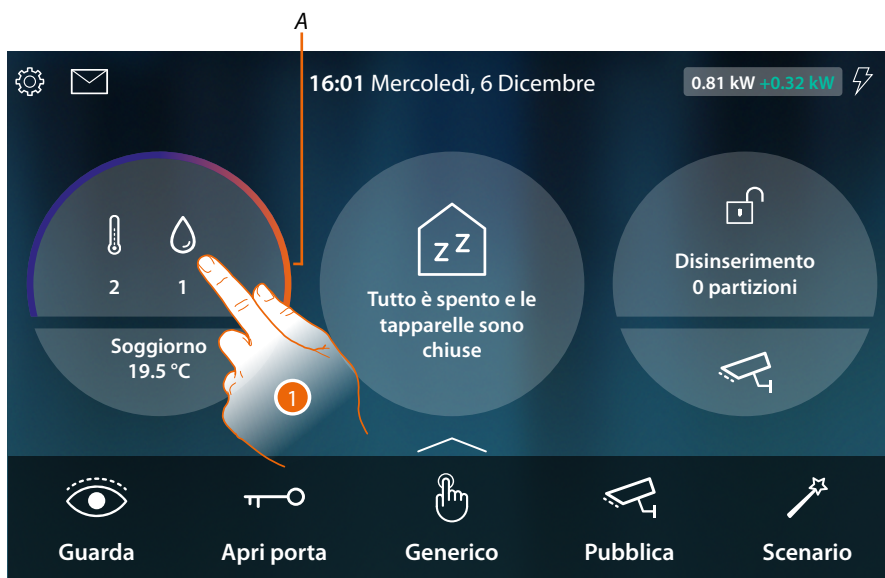 A
16:01 Mercoledì, 6 Dicembre
0.81 kW +0.32 kW
2
1
Soggiorno
19.5 °C
1
zZ
Tutto è spento e le
tapparelle sono
chiuse
Disinserimento
0 partizioni
Guarda
Apri porta
Generico
Pubblica
Scenario